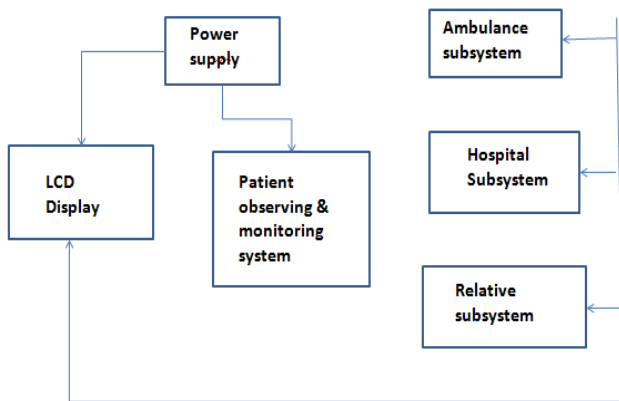 Power
supply
Ambulance
subsystem
LCD
Display
Patient
observing &
monitoring
system
Hospital
Subsystem
Relative
subsystem